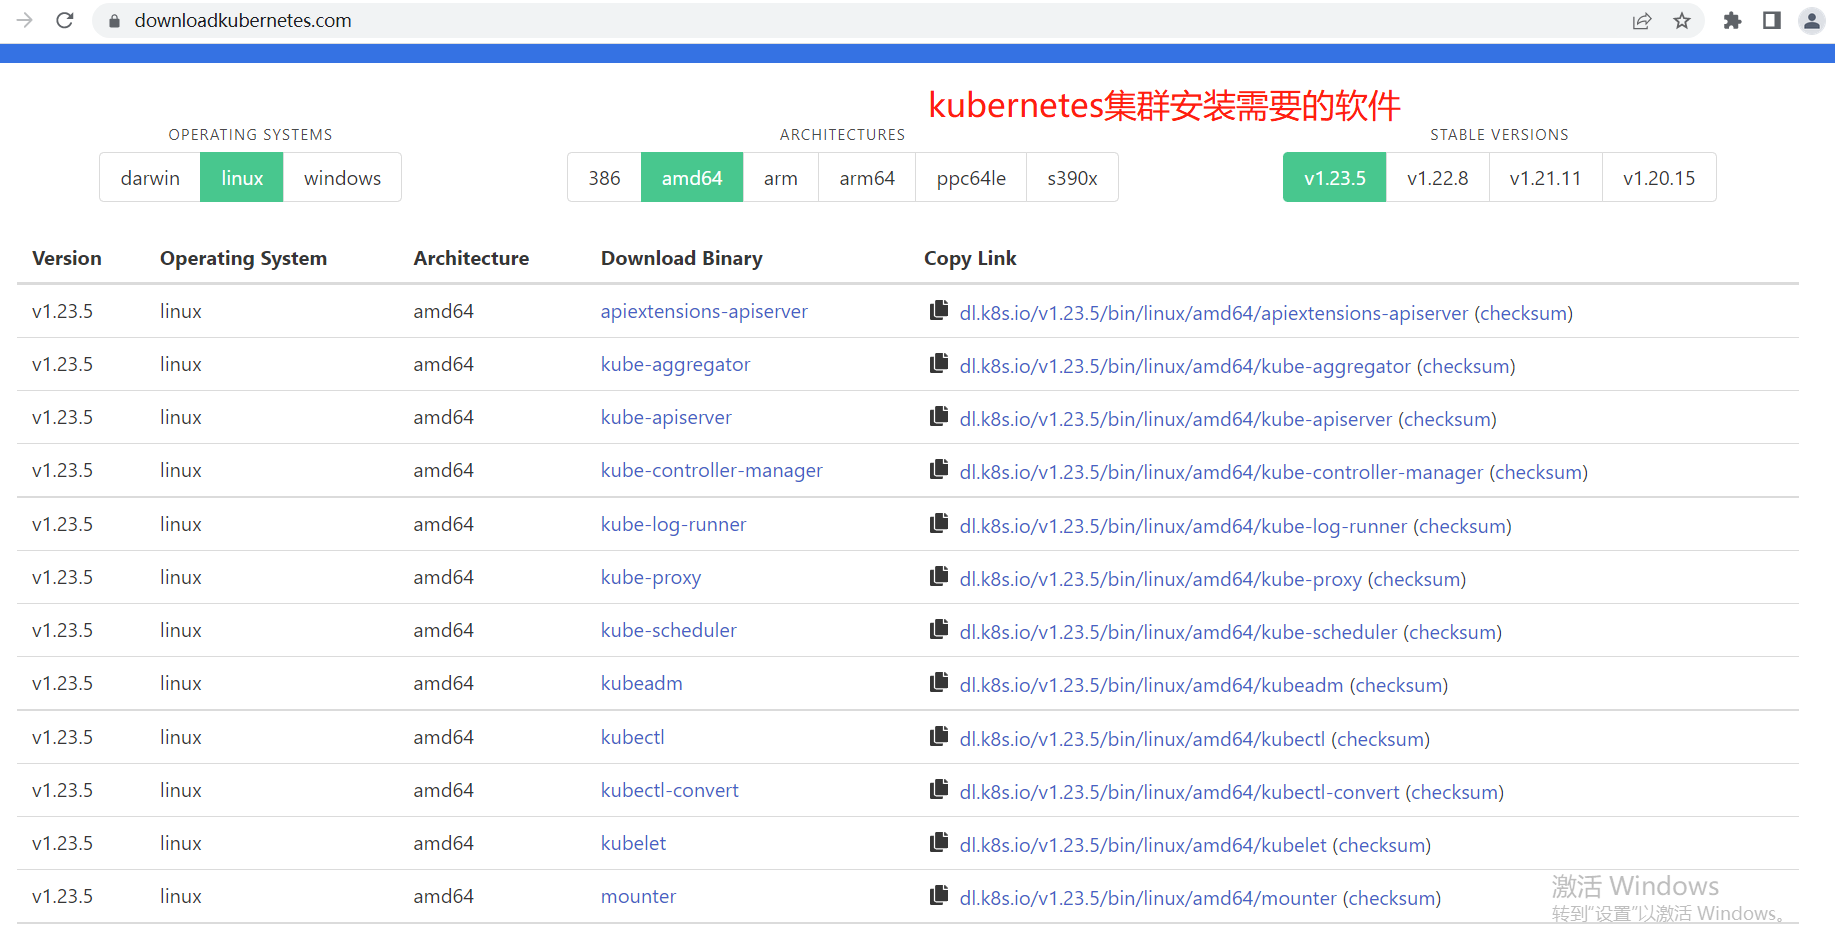 downloadkubernetes.com
kubernetes集群安装需要的软件
OPERATING SYSTEMS ARCHITECTURES STABLE VERSIONS
darwin linux windows 386 amd64 arm arm64 ppc64le s390x v1.23.5 v1.22.8 v1.21.11 v1.20.15
Version Operating System Architecture Download Binary Copy Link
v1.23.5 linux amd64 apiextensions-apiserver dl.k8s.io/v1.23.5/bin/linux/amd64/apiextensions-apiserver (checksum)
v1.23.5 linux amd64 kube-aggregator dl.k8s.io/v1.23.5/bin/linux/amd64/kube-aggregator (checksum)
v1.23.5 linux amd64 kube-apiserver dl.k8s.io/v1.23.5/bin/linux/amd64/kube-apiserver (checksum)
v1.23.5 linux amd64 kube-controller-manager dl.k8s.io/v1.23.5/bin/linux/amd64/kube-controller-manager (checksum)
v1.23.5 linux amd64 kube-log-runner dl.k8s.io/v1.23.5/bin/linux/amd64/kube-log-runner (checksum)
v1.23.5 linux amd64 kube-proxy dl.k8s.io/v1.23.5/bin/linux/amd64/kube-proxy (checksum)
v1.23.5 linux amd64 kube-scheduler dl.k8s.io/v1.23.5/bin/linux/amd64/kube-scheduler (checksum)
v1.23.5 linux amd64 kubeadm dl.k8s.io/v1.23.5/bin/linux/amd64/kubeadm (checksum)
v1.23.5 linux amd64 kubectl dl.k8s.io/v1.23.5/bin/linux/amd64/kubectl (checksum)
v1.23.5 linux amd64 kubectl-convert dl.k8s.io/v1.23.5/bin/linux/amd64/kubectl-convert (checksum)
v1.23.5 linux amd64 kubelet dl.k8s.io/v1.23.5/bin/linux/amd64/kubelet (checksum)
v1.23.5 linux amd64 mounter dl.k8s.io/v1.23.5/bin/linux/amd64/mounter (checksum)
激活 Windows
转到“设置”以激活 Windows。